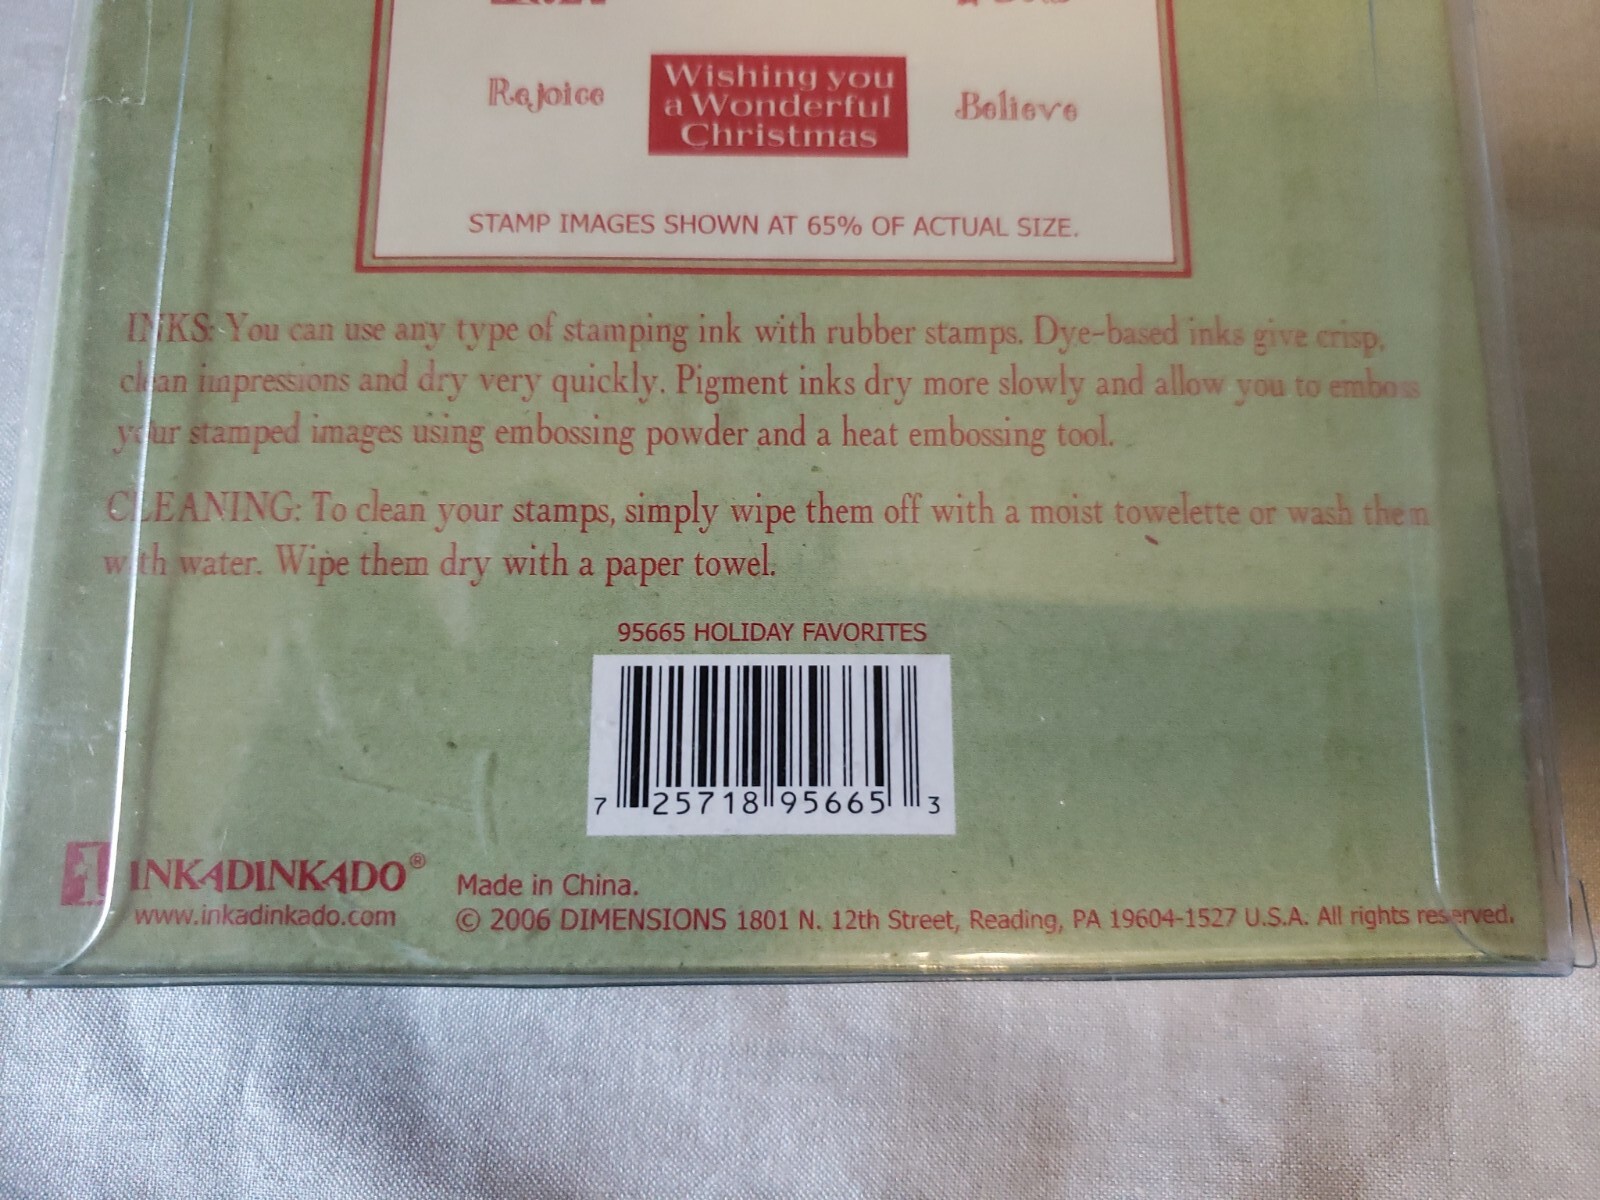 Rejoice
Wishing you
a Wonderful
Christmas
Believe
STAMP IMAGES SHOWN AT 65% OF ACTUAL SIZE.
INKS: You can use any type of stamping ink with rubber stamps. Dye-based inks give crisp,
clean impressions and dry very quickly. Pigment inks dry more slowly and allow you to emboss
your stamped images using embossing powder and a heat embossing tool.
CLEANING: To clean your stamps, simply wipe them off with a moist towelette or wash them
with water. Wipe them dry with a paper towel.
95665 HOLIDAY FAVORITES
7 25718 95665 3
INKADINKADO®
www.inkadinkado.com
Made in China.
© 2006 DIMENSIONS 1801 N. 12th Street, Reading, PA 19604-1527 U.S.A. All rights reserved.